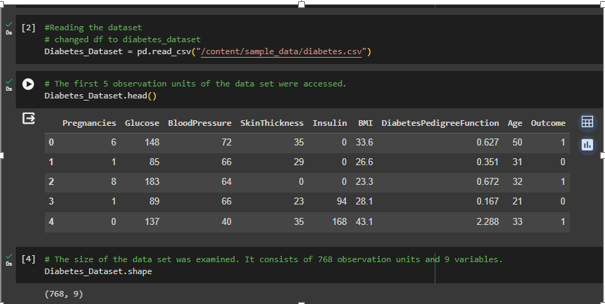 [2] #Reading the dataset
# changed df to diabetes_dataset
Diabetes_Dataset = pd.read_csv("/content/sample_data/diabetes.csv")
0s
# The first 5 observation units of the data set were accessed.
Diabetes_Dataset.head()
0s
Pregnancies Glucose BloodPressure SkinThickness Insulin BMI DiabetesPedigreeFunction Age Outcome
0 6 148 72 35 0 33.6 0.627 50 1
1 1 85 66 29 0 26.6 0.351 31 0
2 8 183 64 0 0 23.3 0.672 32 1
3 1 89 66 23 94 28.1 0.167 21 0
4 0 137 40 35 168 43.1 2.288 33 1
[4] # The size of the data set was examined. It consists of 768 observation units and 9 variables.
0s
Diabetes_Dataset.shape
(768, 9)